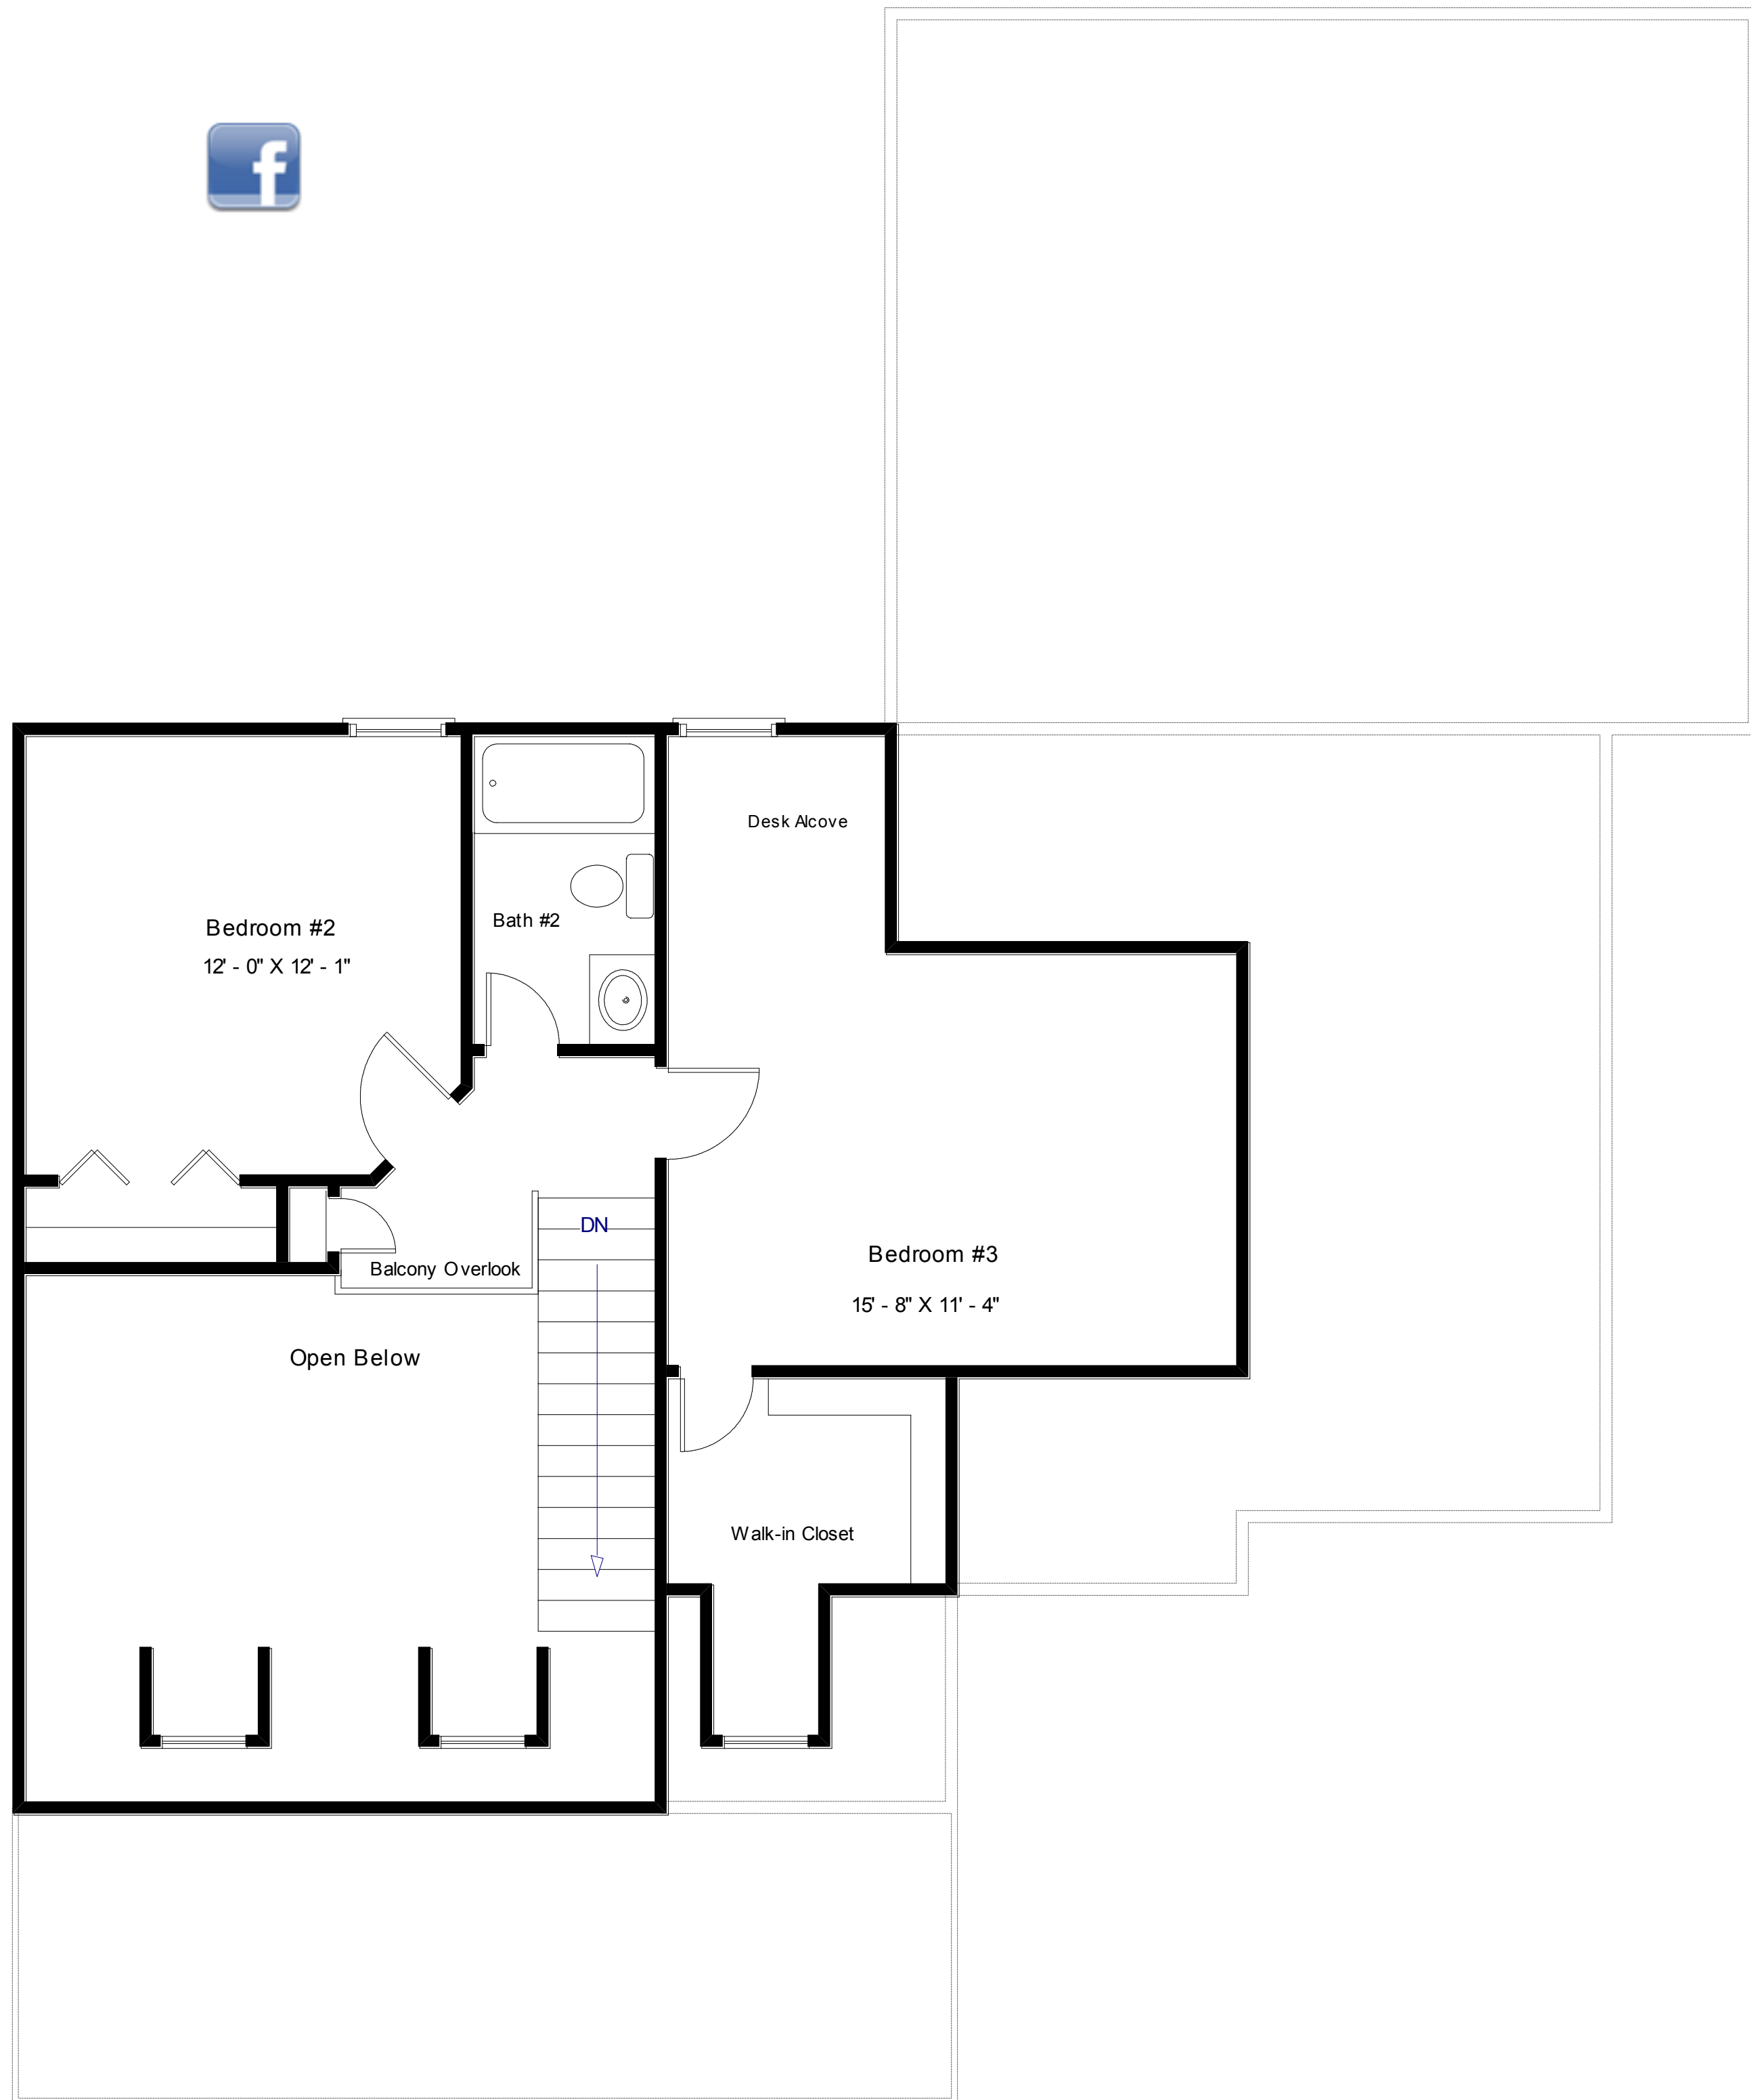 f
Desk Alcove
Bedroom #2
12' - 0" X 12' - 1"
Bath #2
DN
Balcony Overlook
Bedroom #3
15' - 8" X 11' - 4"
Open Below
Walk-in Closet